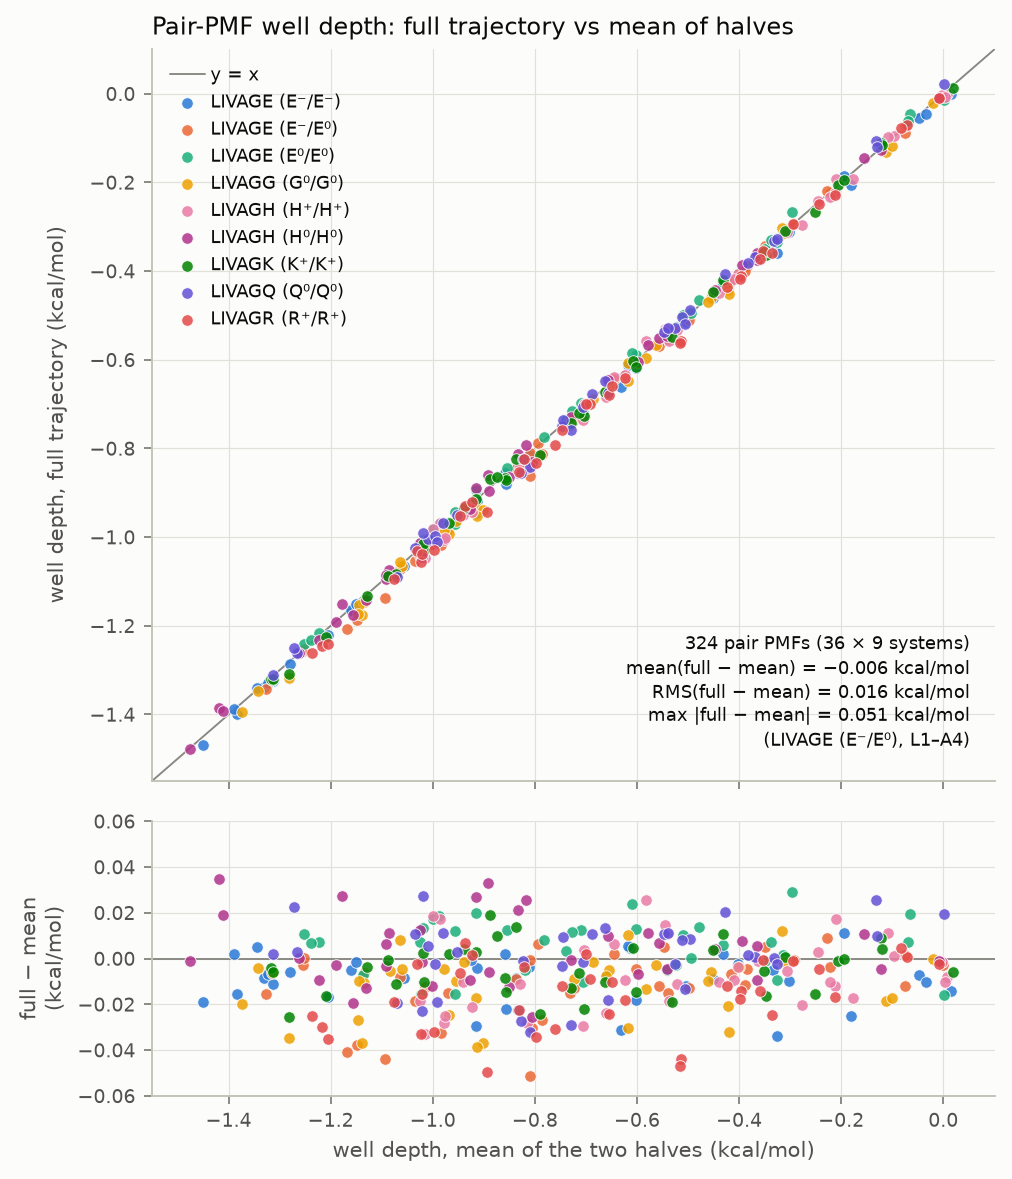 Pair-PMF well depth: full trajectory vs mean of halves
y = x
LIVAGE (E⁻/E⁻)
LIVAGE (E⁻/E⁰)
LIVAGE (E⁰/E⁰)
LIVAGG (G⁰/G⁰)
LIVAGH (H⁺/H⁺)
LIVAGH (H⁰/H⁰)
LIVAGK (K⁺/K⁺)
LIVAGQ (Q⁰/Q⁰)
LIVAGR (R⁺/R⁺)
0.0
−0.2
−0.4
−0.6
−0.8
−1.0
−1.2
−1.4
well depth, full trajectory (kcal/mol)
324 pair PMFs (36 × 9 systems)
mean(full − mean) = −0.006 kcal/mol
RMS(full − mean) = 0.016 kcal/mol
max |full − mean| = 0.051 kcal/mol
(LIVAGE (E⁻/E⁰), L1–A4)
0.06
0.04
0.02
0.00
−0.02
−0.04
−0.06
full − mean
(kcal/mol)
−1.4 −1.2 −1.0 −0.8 −0.6 −0.4 −0.2 0.0
well depth, mean of the two halves (kcal/mol)